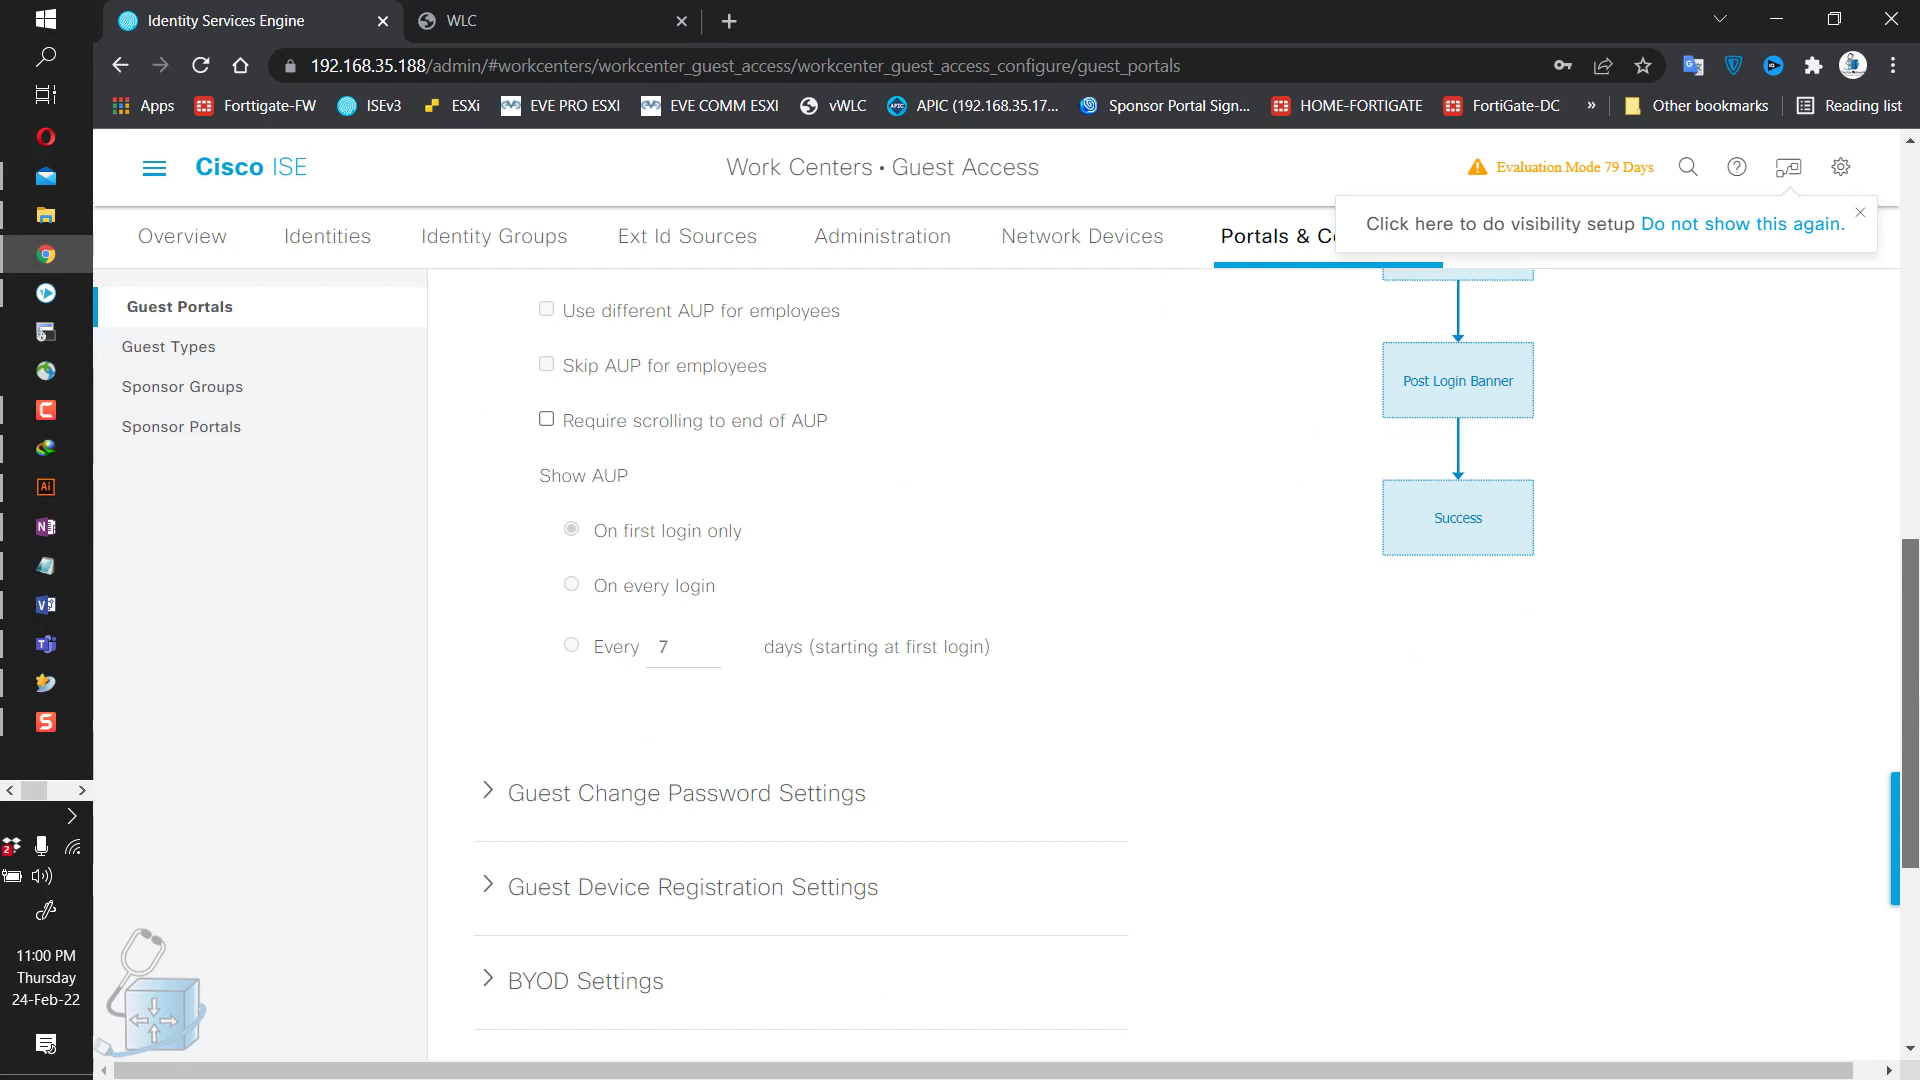 Identity Services Engine
WLC
192.168.35.188/admin/#workcenters/workcenter_guest_access/workcenter_guest_access_configure/guest_portals
Apps
Forttigate-FW
ISEv3
ESXi
EVE PRO ESXI
EVE COMM ESXI
vWLC
APIC (192.168.35.17...
Sponsor Portal Sign...
HOME-FORTIGATE
FortiGate-DC
»
Other bookmarks
Reading list
Cisco ISE
Work Centers · Guest Access
Evaluation Mode 79 Days
Click here to do visibility setup Do not show this again.
Overview
Identities
Identity Groups
Ext Id Sources
Administration
Network Devices
Portals & Co
Guest Portals
Guest Types
Sponsor Groups
Sponsor Portals
Use different AUP for employees
Skip AUP for employees
Require scrolling to end of AUP
Show AUP
On first login only
On every login
Every 7 days (starting at first login)
Post Login Banner
Success
Guest Change Password Settings
Guest Device Registration Settings
BYOD Settings
11:00 PM
Thursday
24-Feb-22